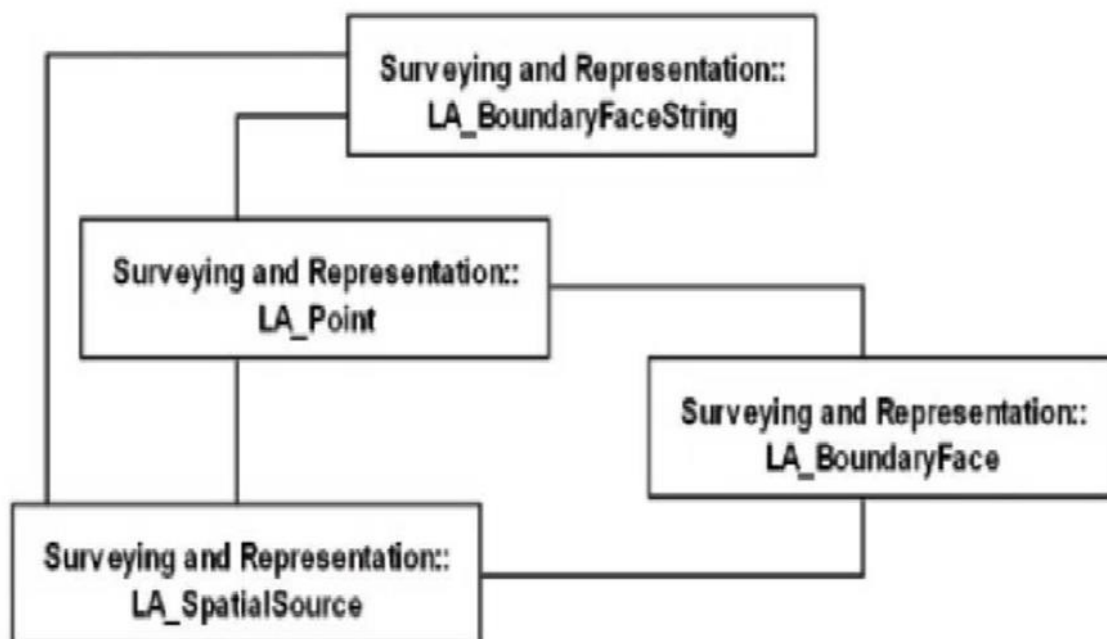 Surveying and Representation::
LA_BoundaryFaceString
Surveying and Representation::
LA_Point
Surveying and Representation::
LA_BoundaryFace
Surveying and Representation::
LA_SpatialSource